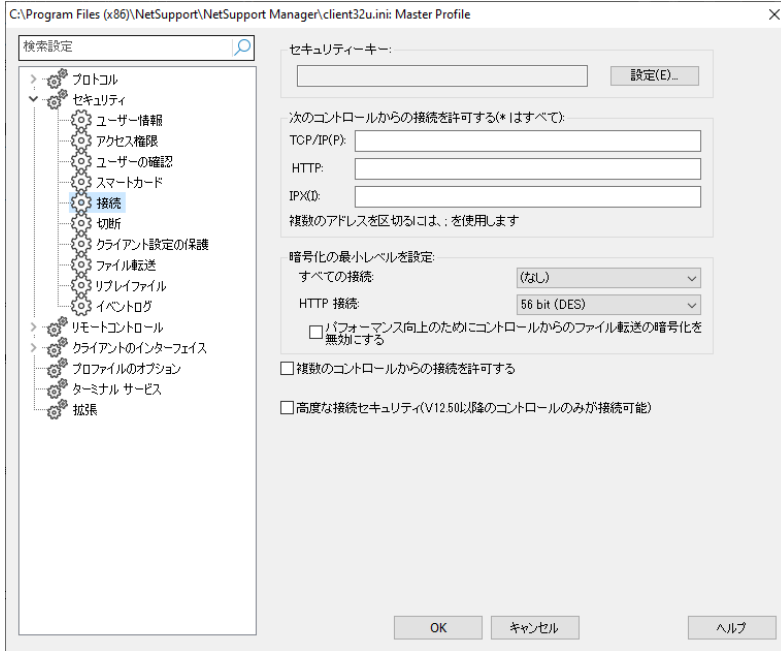 C:\Program Files (x86)\NetSupport\NetSupport Manager\client32u.ini: Master Profile
検索設定
プロトコル
セキュリティ
ユーザー情報
アクセス権限
ユーザーの確認
スマートカード
接続
切断
クライアント設定の保護
ファイル転送
リプレイファイル
イベントログ
リモートコントロール
クライアントのインターフェイス
プロファイルのオプション
ターミナル サービス
拡張
セキュリティーキー:
設定(E)...
次のコントロールからの接続を許可する(* はすべて):
TCP/IP(P):
HTTP:
IPX(I):
複数のアドレスを区切るには、; を使用します
暗号化の最小レベルを設定:
すべての接続:
(なし)
HTTP 接続:
56 bit (DES)
パフォーマンス向上のためにコントロールからのファイル転送の暗号化を
無効にする
複数のコントロールからの接続を許可する
高度な接続セキュリティ(V12.50以降のコントロールのみが接続可能)
OK
キャンセル
ヘルプ